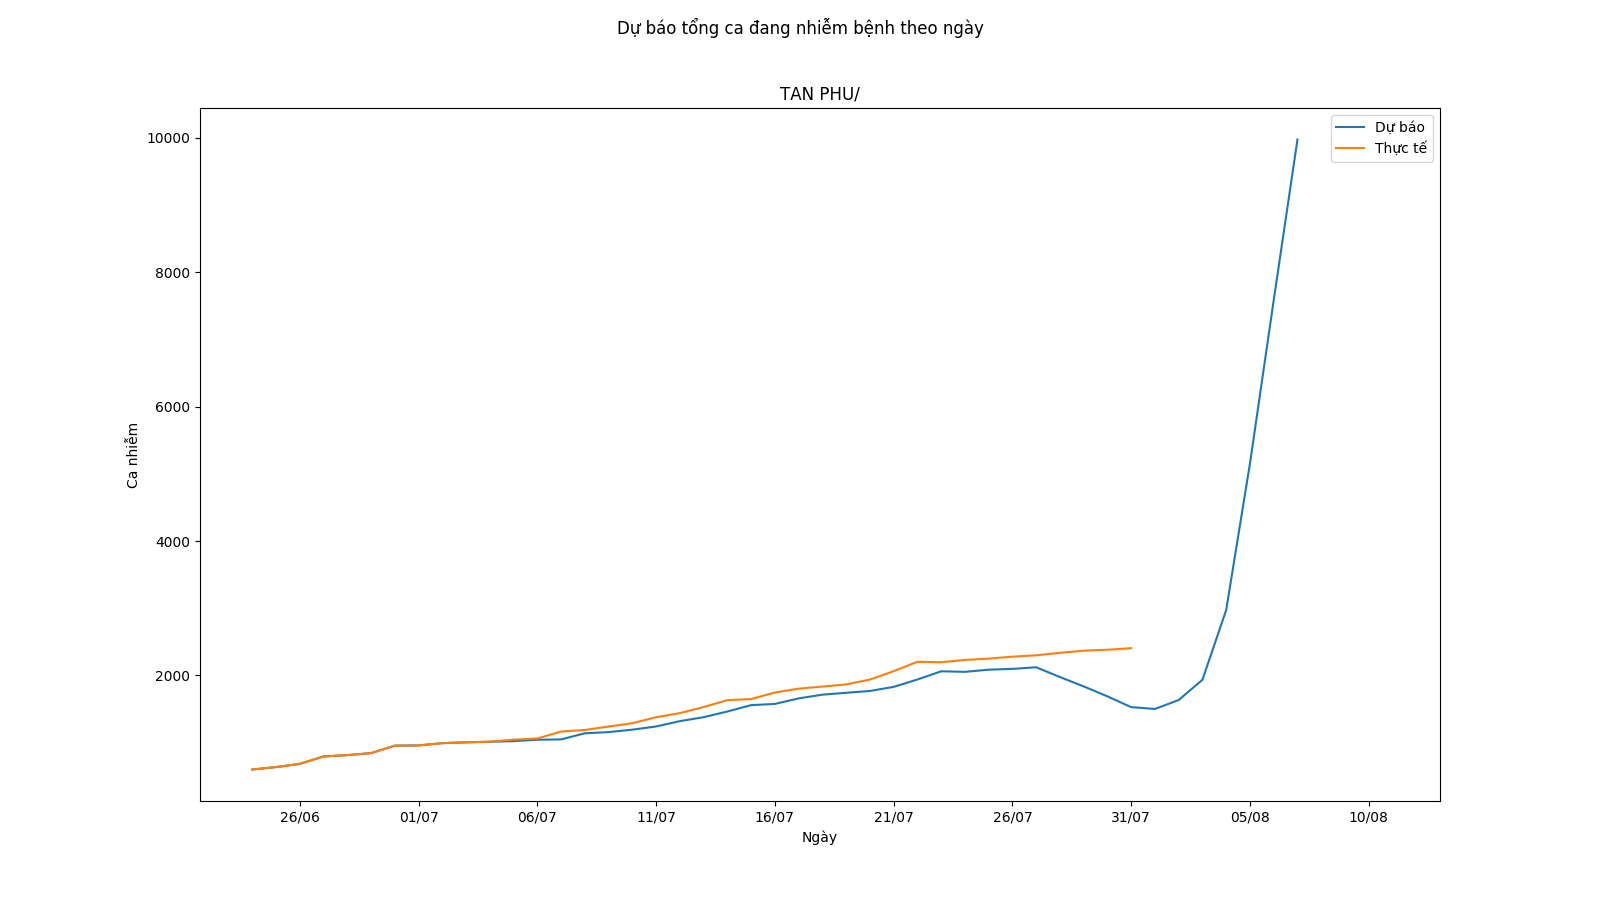 Dự báo tổng ca đang nhiễm bệnh theo ngày
TAN PHU/
Dự báo
Thực tế
10000
8000
6000
4000
2000
Ca nhiễm
26/06 01/07 06/07 11/07 16/07 21/07 26/07 31/07 05/08 10/08
Ngày